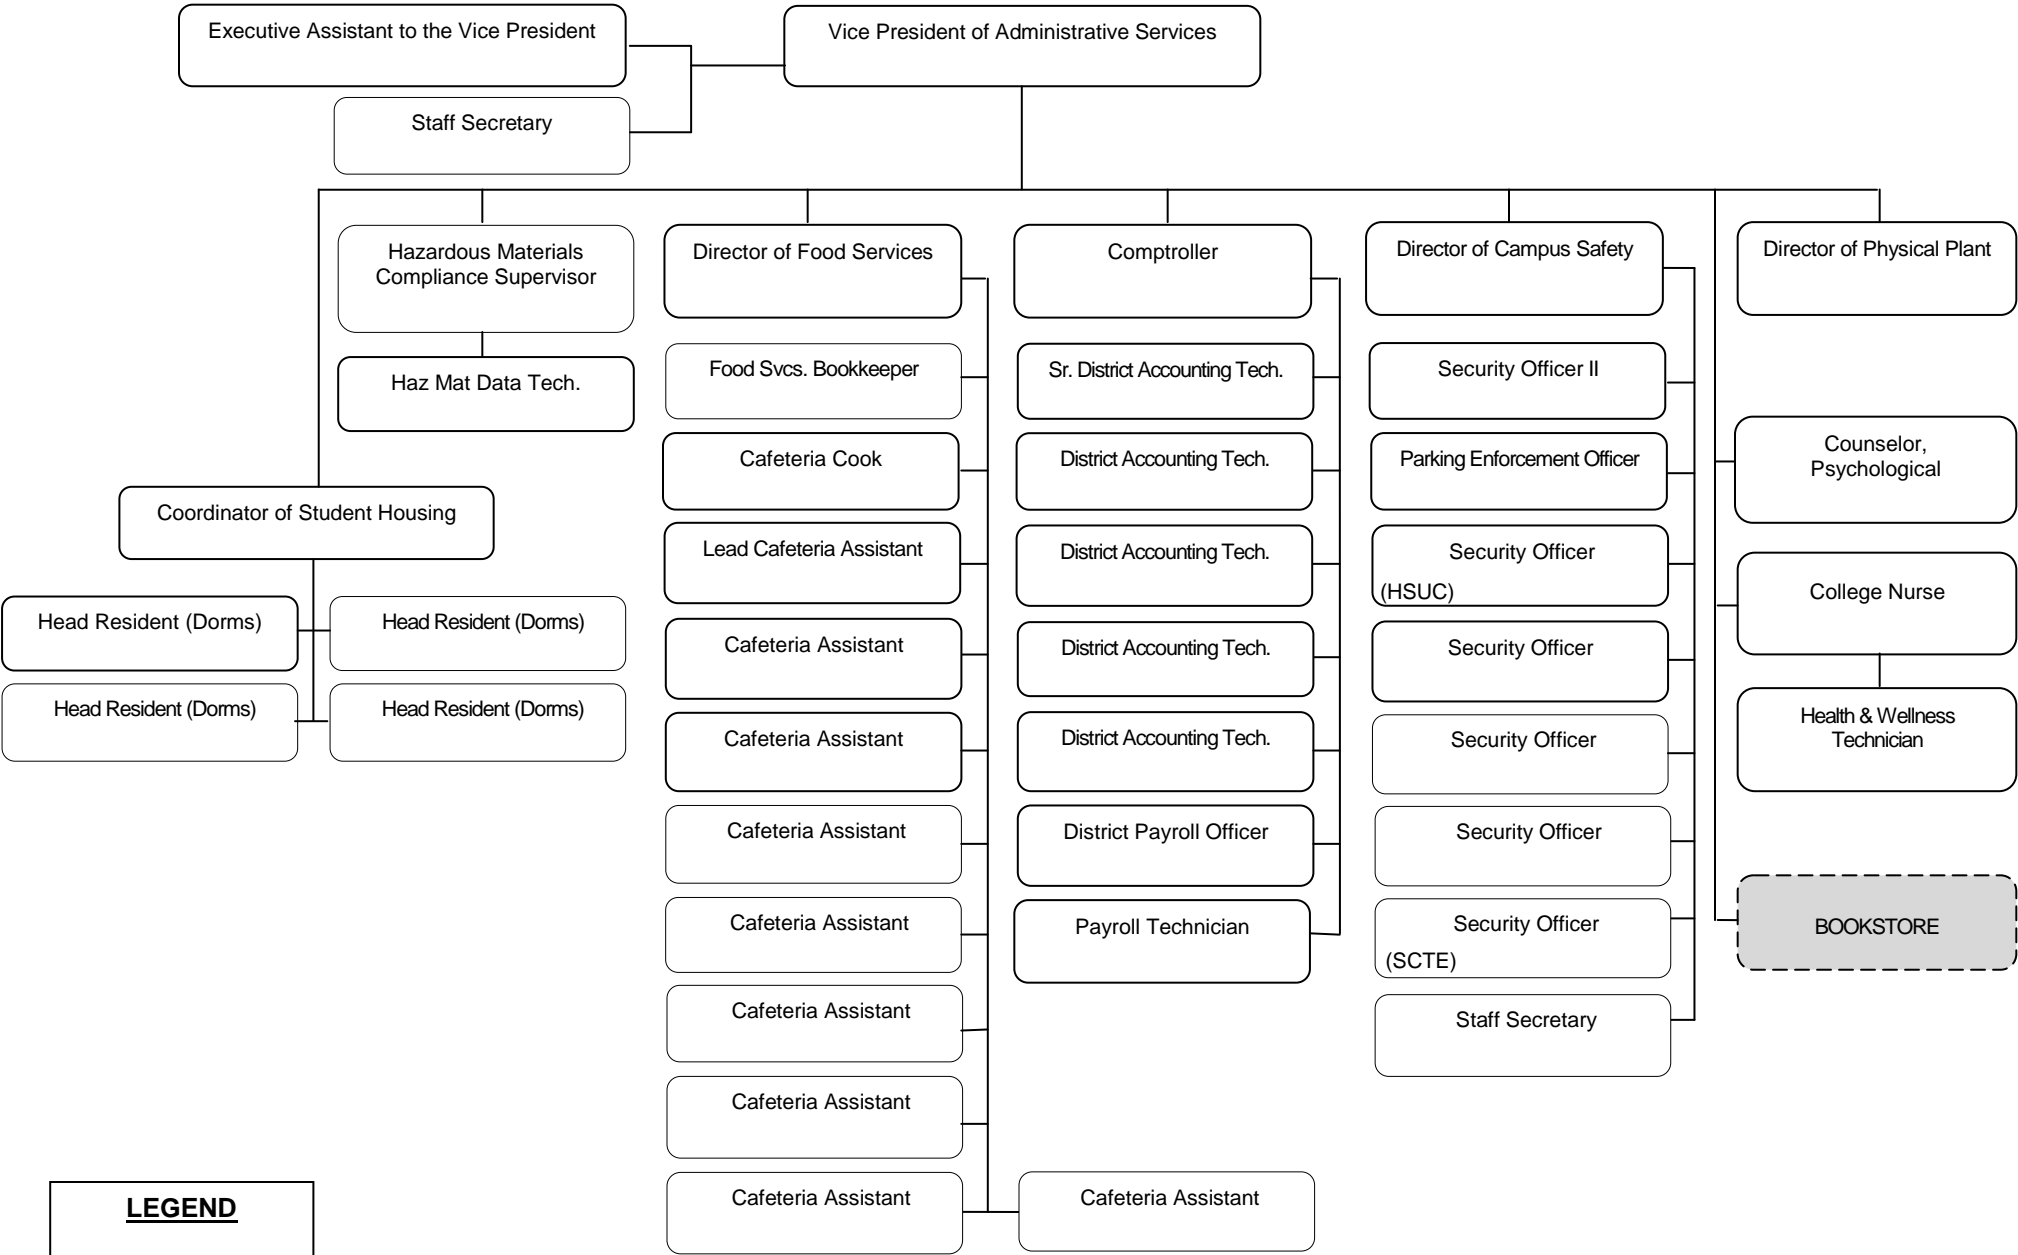 Executive Assistant to the Vice President
Vice President of Administrative Services
Staff Secretary
Hazardous Materials
Compliance Supervisor
Haz Mat Data Tech.
Coordinator of Student Housing
Head Resident (Dorms)
Head Resident (Dorms)
Head Resident (Dorms)
Head Resident (Dorms)
Director of Food Services
Food Svcs. Bookkeeper
Cafeteria Cook
Lead Cafeteria Assistant
Cafeteria Assistant
Cafeteria Assistant
Cafeteria Assistant
Cafeteria Assistant
Cafeteria Assistant
Cafeteria Assistant
Cafeteria Assistant
Cafeteria Assistant
Comptroller
Sr. District Accounting Tech.
District Accounting Tech.
District Accounting Tech.
District Accounting Tech.
District Accounting Tech.
District Payroll Officer
Payroll Technician
Director of Campus Safety
Security Officer II
Parking Enforcement Officer
Security Officer
(HSUC)
Security Officer
Security Officer
Security Officer
Security Officer
(SCTE)
Staff Secretary
Director of Physical Plant
Counselor,
Psychological
College Nurse
Health & Wellness
Technician
BOOKSTORE
LEGEND